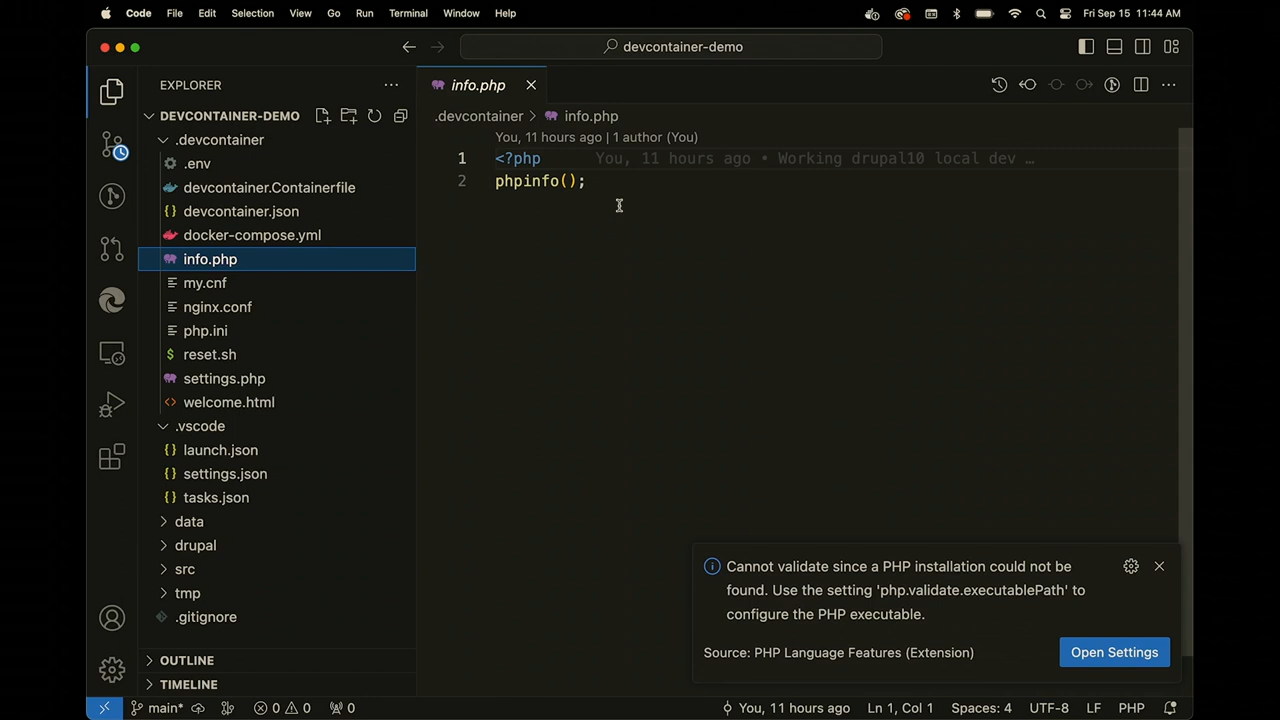 Code File Edit Selection View Go Run Terminal Window Help Fri Sep 15 11:44 AM
devcontainer-demo
EXPLORER
info.php
DEVCONTAINER-DEMO
.devcontainer > info.php
.devcontainer
.env
devcontainer.Containerfile
devcontainer.json
docker-compose.yml
info.php
my.cnf
nginx.conf
php.ini
reset.sh
settings.php
welcome.html
.vscode
launch.json
settings.json
tasks.json
data
drupal
src
tmp
.gitignore
OUTLINE
TIMELINE
You, 11 hours ago | 1 author (You)
1 <?php You, 11 hours ago • Working drupal10 local dev …
2 phpinfo();
Cannot validate since a PHP installation could not be
found. Use the setting 'php.validate.executablePath' to
configure the PHP executable.
Source: PHP Language Features (Extension) Open Settings
main* 0 0 0 You, 11 hours ago Ln 1, Col 1 Spaces: 4 UTF-8 LF PHP